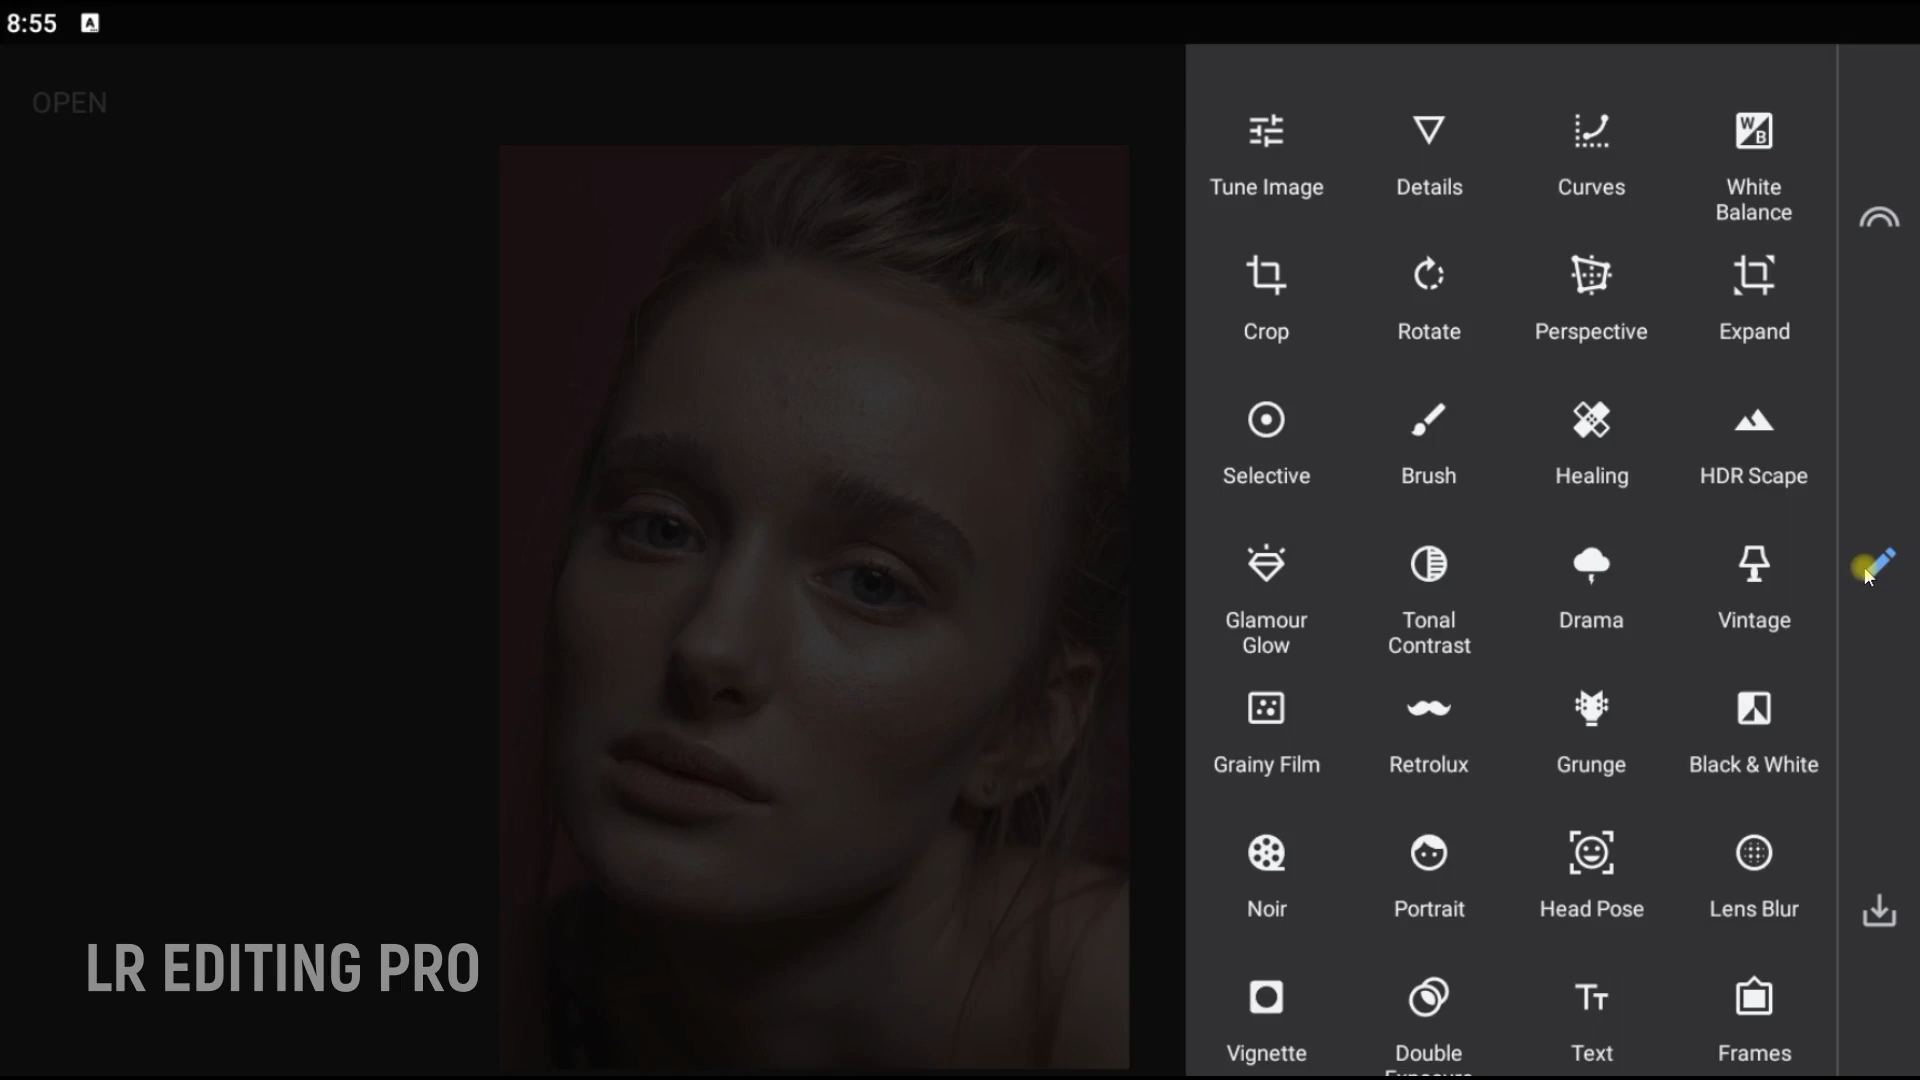 8:55
A
OPEN
Tune Image
Details
Curves
W
B
White
Balance
Crop
Rotate
Perspective
Expand
Selective
Brush
Healing
HDR Scape
Glamour
Glow
Tonal
Contrast
Drama
Vintage
Grainy Film
Retrolux
Grunge
Black & White
Noir
Portrait
Head Pose
Lens Blur
Vignette
Double
Exposure
TT
Text
Frames
LR EDITING PRO